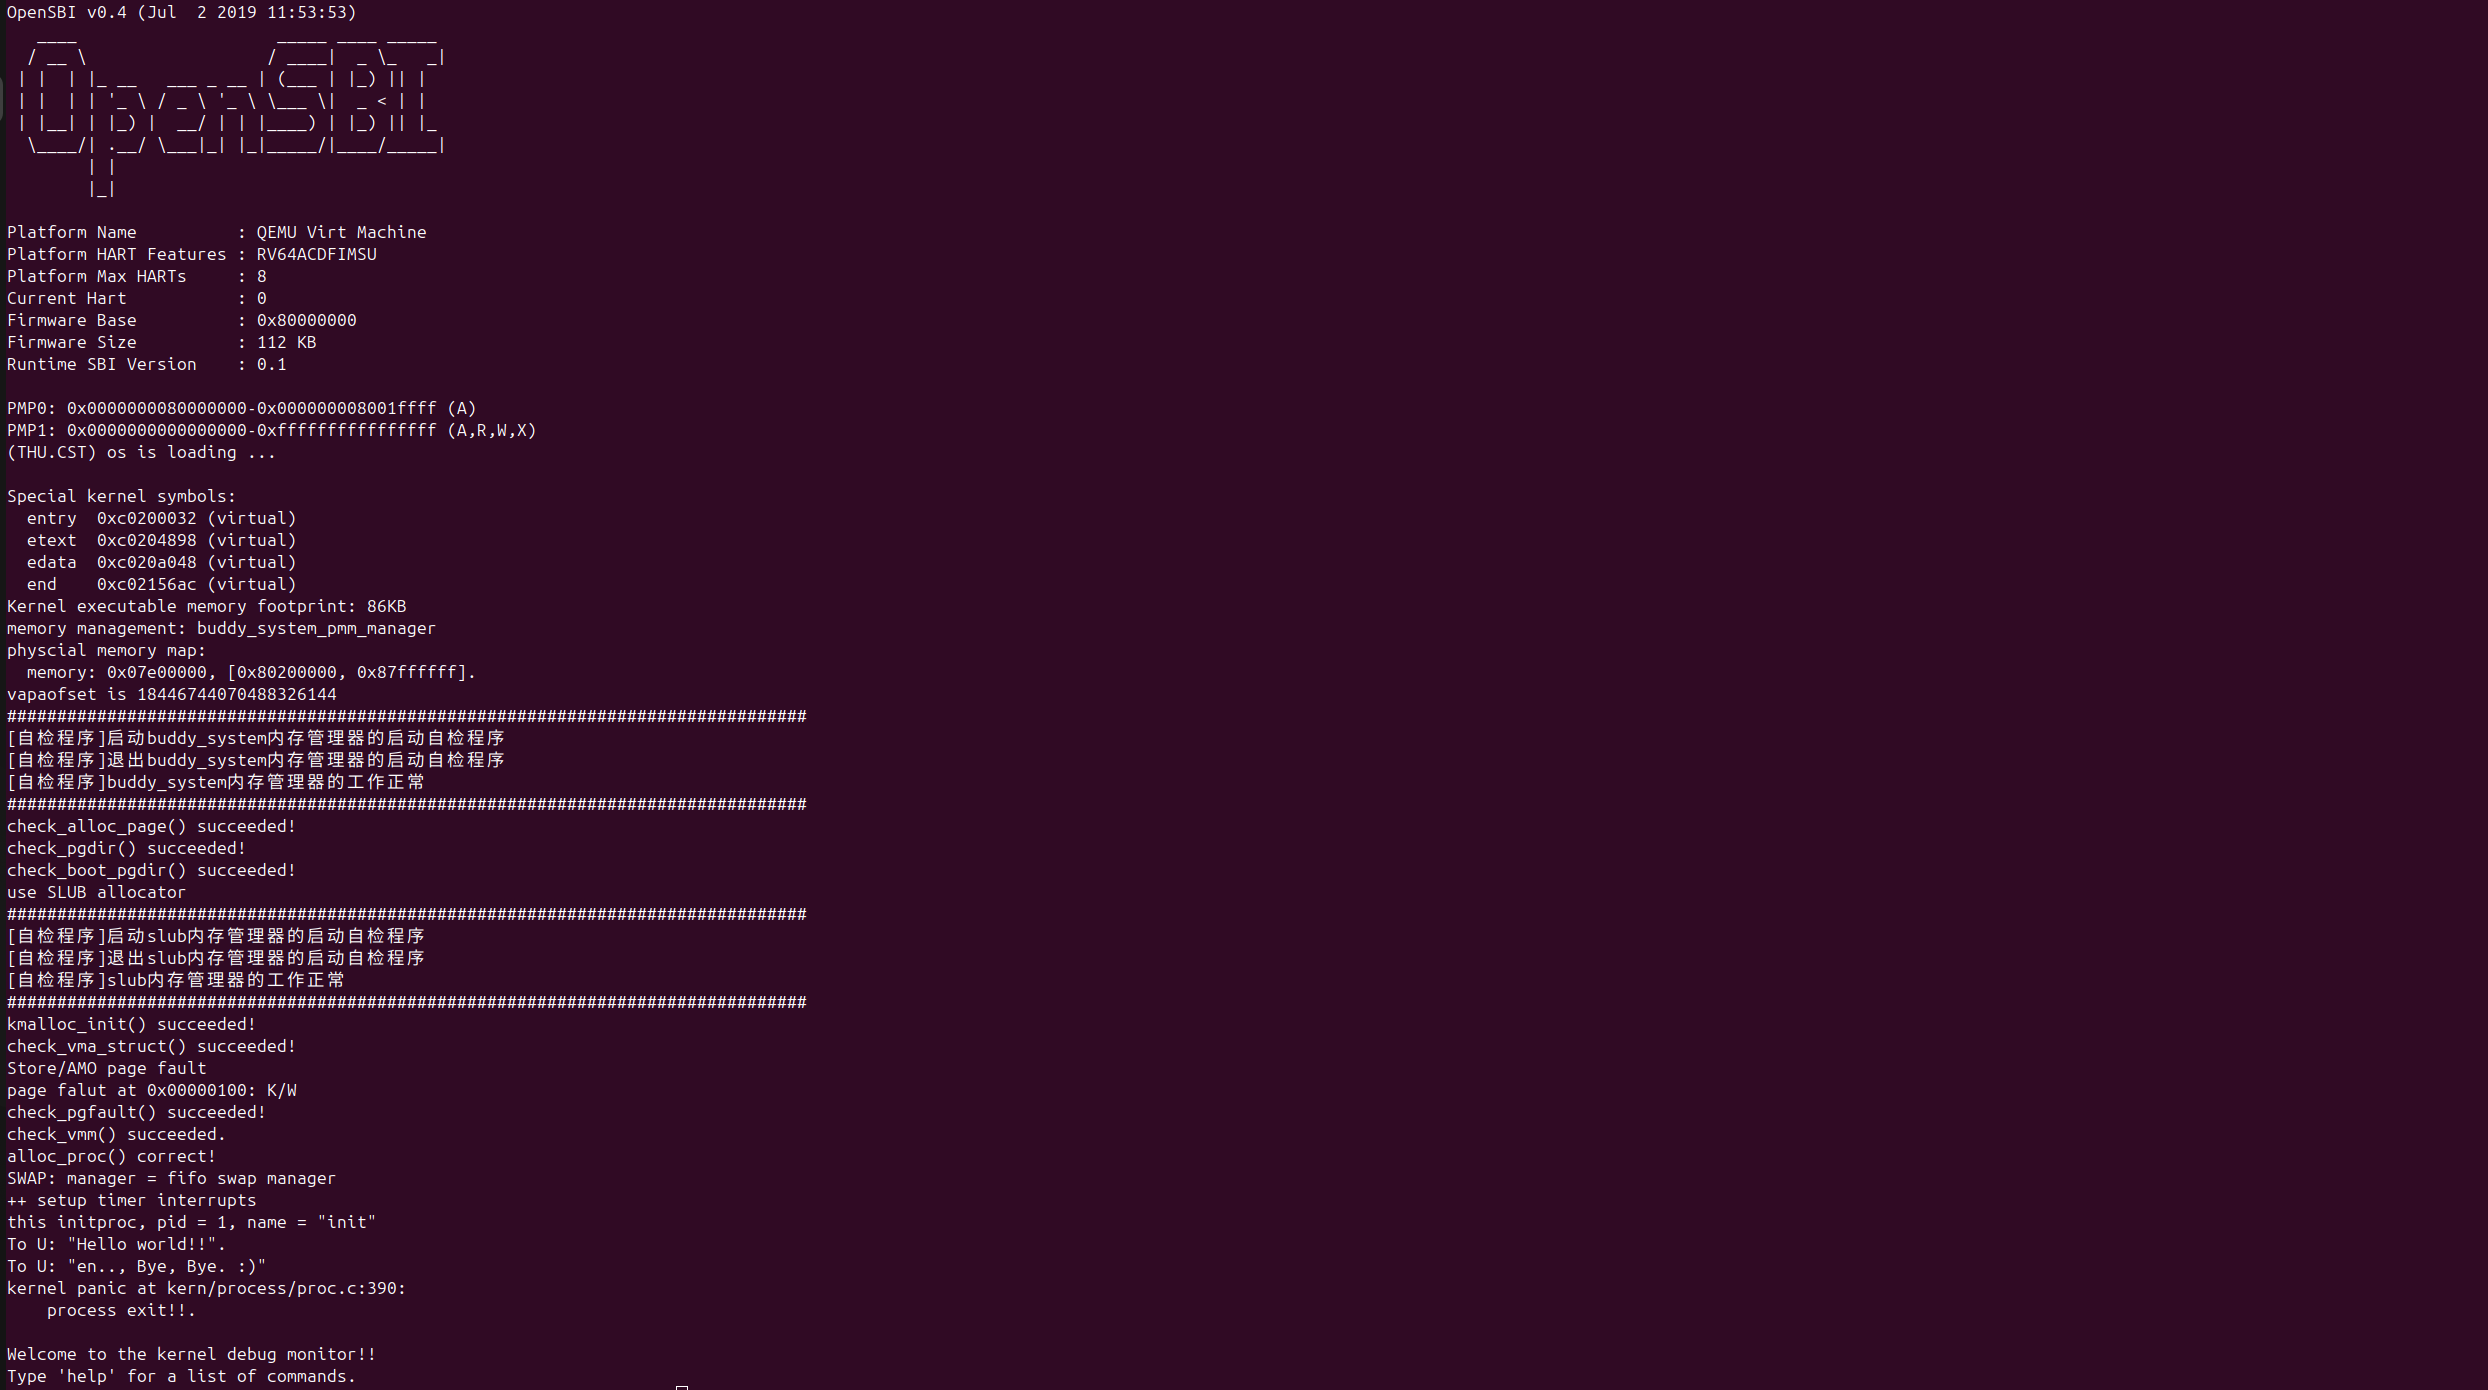 OpenSBI v0.4 (Jul  2 2019 11:53:53)
   ____                    _____ ____ _____
  / __ \                  / ____|  _ \_   _|
 | |  | |_ __   ___ _ __ | (___ | |_) || |
 | |  | | '_ \ / _ \ '_ \ \___ \|  _ < | |
 | |__| | |_) |  __/ | | |____) | |_) || |_
  \____/| .__/ \___|_| |_|_____/|____/_____|
        | |
        |_|

Platform Name          : QEMU Virt Machine
Platform HART Features : RV64ACDFIMSU
Platform Max HARTs     : 8
Current Hart           : 0
Firmware Base          : 0x80000000
Firmware Size          : 112 KB
Runtime SBI Version    : 0.1

PMP0: 0x0000000080000000-0x000000008001ffff (A)
PMP1: 0x0000000000000000-0xffffffffffffffff (A,R,W,X)
(THU.CST) os is loading ...

Special kernel symbols:
  entry  0xc0200032 (virtual)
  etext  0xc0204898 (virtual)
  edata  0xc020a048 (virtual)
  end    0xc02156ac (virtual)
Kernel executable memory footprint: 86KB
memory management: buddy_system_pmm_manager
physcial memory map:
  memory: 0x07e00000, [0x80200000, 0x87ffffff].
vapaofset is 18446744070488326144
################################################################################
[自检程序]启动buddy_system内存管理器的启动自检程序
[自检程序]退出buddy_system内存管理器的启动自检程序
[自检程序]buddy_system内存管理器的工作正常
################################################################################
check_alloc_page() succeeded!
check_pgdir() succeeded!
check_boot_pgdir() succeeded!
use SLUB allocator
################################################################################
[自检程序]启动slub内存管理器的启动自检程序
[自检程序]退出slub内存管理器的启动自检程序
[自检程序]slub内存管理器的工作正常
################################################################################
kmalloc_init() succeeded!
check_vma_struct() succeeded!
Store/AMO page fault
page falut at 0x00000100: K/W
check_pgfault() succeeded!
check_vmm() succeeded.
alloc_proc() correct!
SWAP: manager = fifo swap manager
++ setup timer interrupts
this initproc, pid = 1, name = "init"
To U: "Hello world!!".
To U: "en.., Bye, Bye. :)"
kernel panic at kern/process/proc.c:390:
    process exit!!.

Welcome to the kernel debug monitor!!
Type 'help' for a list of commands.